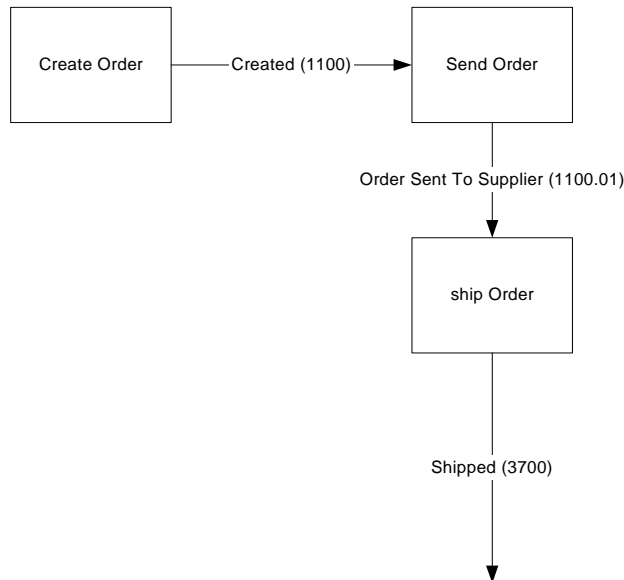 Create Order
Created (1100)
Send Order
Order Sent To Supplier (1100.01)
ship Order
Shipped (3700)